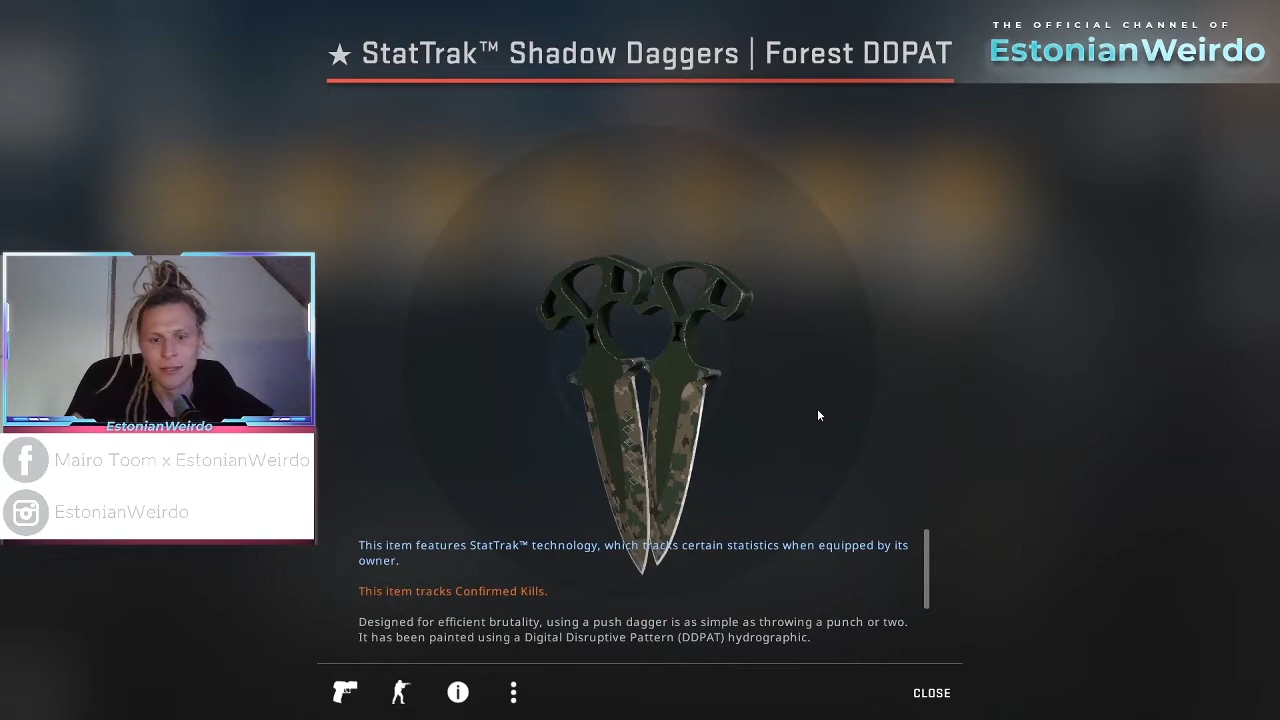 THE OFFICIAL CHANNEL OF
EstonianWeirdo
★ StatTrak™ Shadow Daggers | Forest DDPAT
EstonianWeirdo
Mairo Toom x EstonianWeirdo
EstonianWeirdo
This item features StatTrak™ technology, which tracks certain statistics when equipped by its
owner.
This item tracks Confirmed Kills.
Designed for efficient brutality, using a push dagger is as simple as throwing a punch or two.
It has been painted using a Digital Disruptive Pattern (DDPAT) hydrographic.
CLOSE